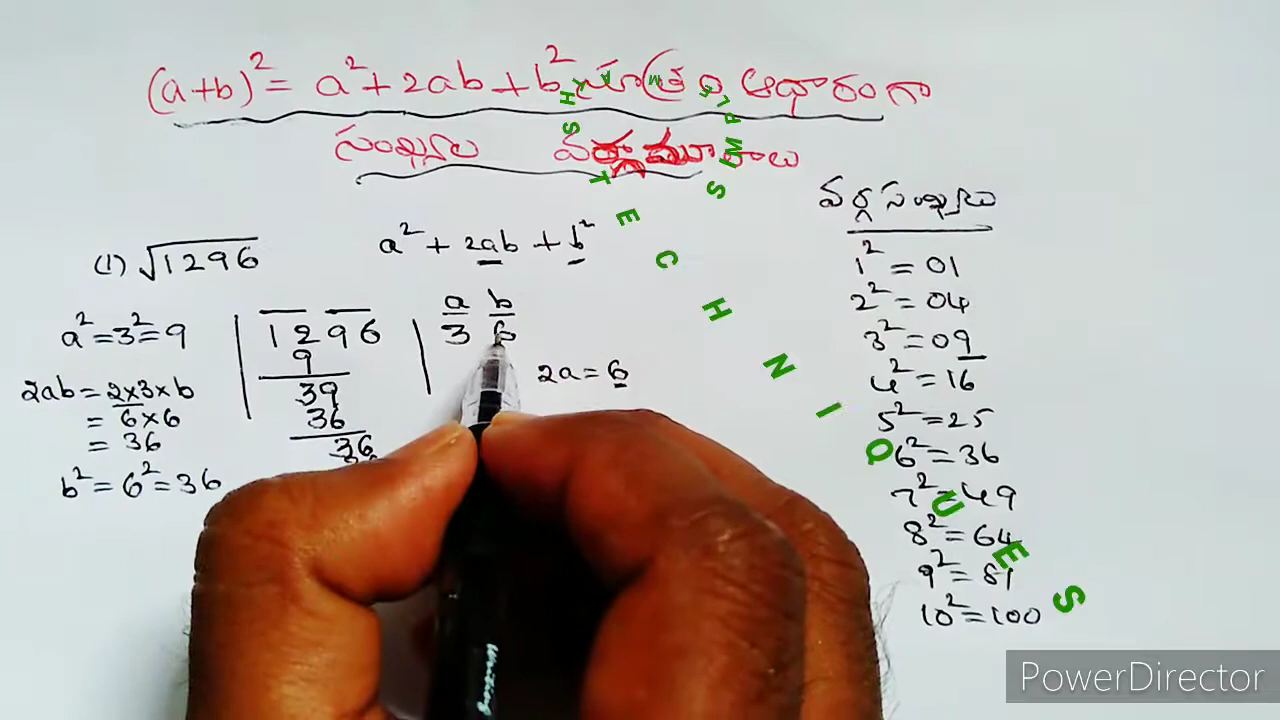 (a+b)² = a²+2ab+b² సూత్రం ఆధారంగా
సంఖ్యల వర్గమూలాలు
(1) √1296
a² + 2ab + b²
a b
a²=3²=9
1296
3 6
9
2a = 6
2ab = 2×3×b
39
= 6×6
36
= 36
36
b² = 6² = 36
36
వర్గ సంఖ్యలు
1² = 01
2² = 04
3² = 09
4² = 16
5² = 25
6² = 36
7² = 49
8² = 64
9² = 81
10² = 100
MATHS TECHNIQUES
PowerDirector